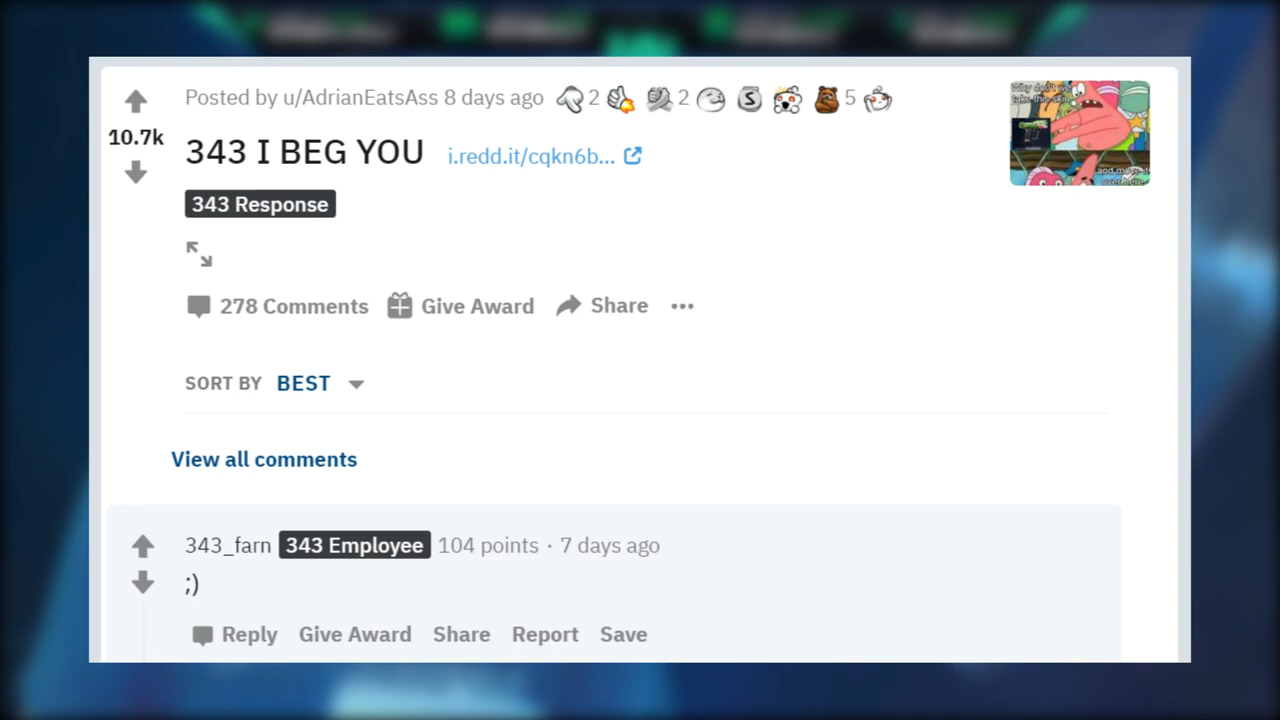 Posted by u/AdrianEatsAss 8 days ago 2 2 5
10.7k
343 I BEG YOU i.redd.it/cqkn6b...
343 Response
278 Comments Give Award Share
SORT BY BEST
View all comments
343_farn 343 Employee 104 points · 7 days ago
;)
Reply Give Award Share Report Save